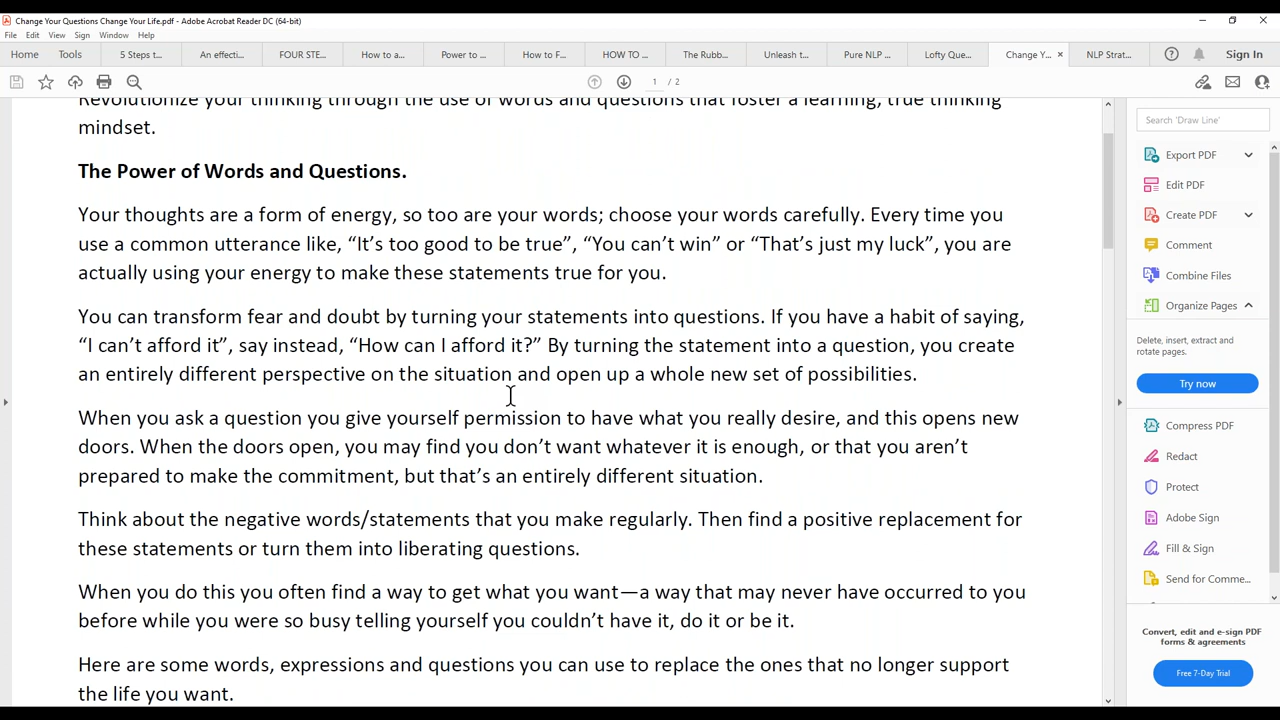 Change Your Questions Change Your Life.pdf - Adobe Acrobat Reader DC (64-bit)
File Edit View Sign Window Help
Home Tools 5 Steps t... An effecti... FOUR STE... How to a... Power to ... How to F... HOW TO ... The Rubb... Unleash t... Pure NLP ... Lofty Que... Change Y... × NLP Strat... Sign In
1 / 2
Revolutionize your thinking through the use of words and questions that foster a learning, true thinking
mindset.
The Power of Words and Questions.
Your thoughts are a form of energy, so too are your words; choose your words carefully. Every time you
use a common utterance like, “It’s too good to be true”, “You can’t win” or “That’s just my luck”, you are
actually using your energy to make these statements true for you.
You can transform fear and doubt by turning your statements into questions. If you have a habit of saying,
“I can’t afford it”, say instead, “How can I afford it?” By turning the statement into a question, you create
an entirely different perspective on the situation and open up a whole new set of possibilities.
When you ask a question you give yourself permission to have what you really desire, and this opens new
doors. When the doors open, you may find you don’t want whatever it is enough, or that you aren’t
prepared to make the commitment, but that’s an entirely different situation.
Think about the negative words/statements that you make regularly. Then find a positive replacement for
these statements or turn them into liberating questions.
When you do this you often find a way to get what you want—a way that may never have occurred to you
before while you were so busy telling yourself you couldn’t have it, do it or be it.
Here are some words, expressions and questions you can use to replace the ones that no longer support
the life you want.
Search 'Draw Line'
Export PDF
Edit PDF
Create PDF
Comment
Combine Files
Organize Pages
Delete, insert, extract and
rotate pages.
Try now
Compress PDF
Redact
Protect
Adobe Sign
Fill & Sign
Send for Comme...
Convert, edit and e-sign PDF
forms & agreements
Free 7-Day Trial